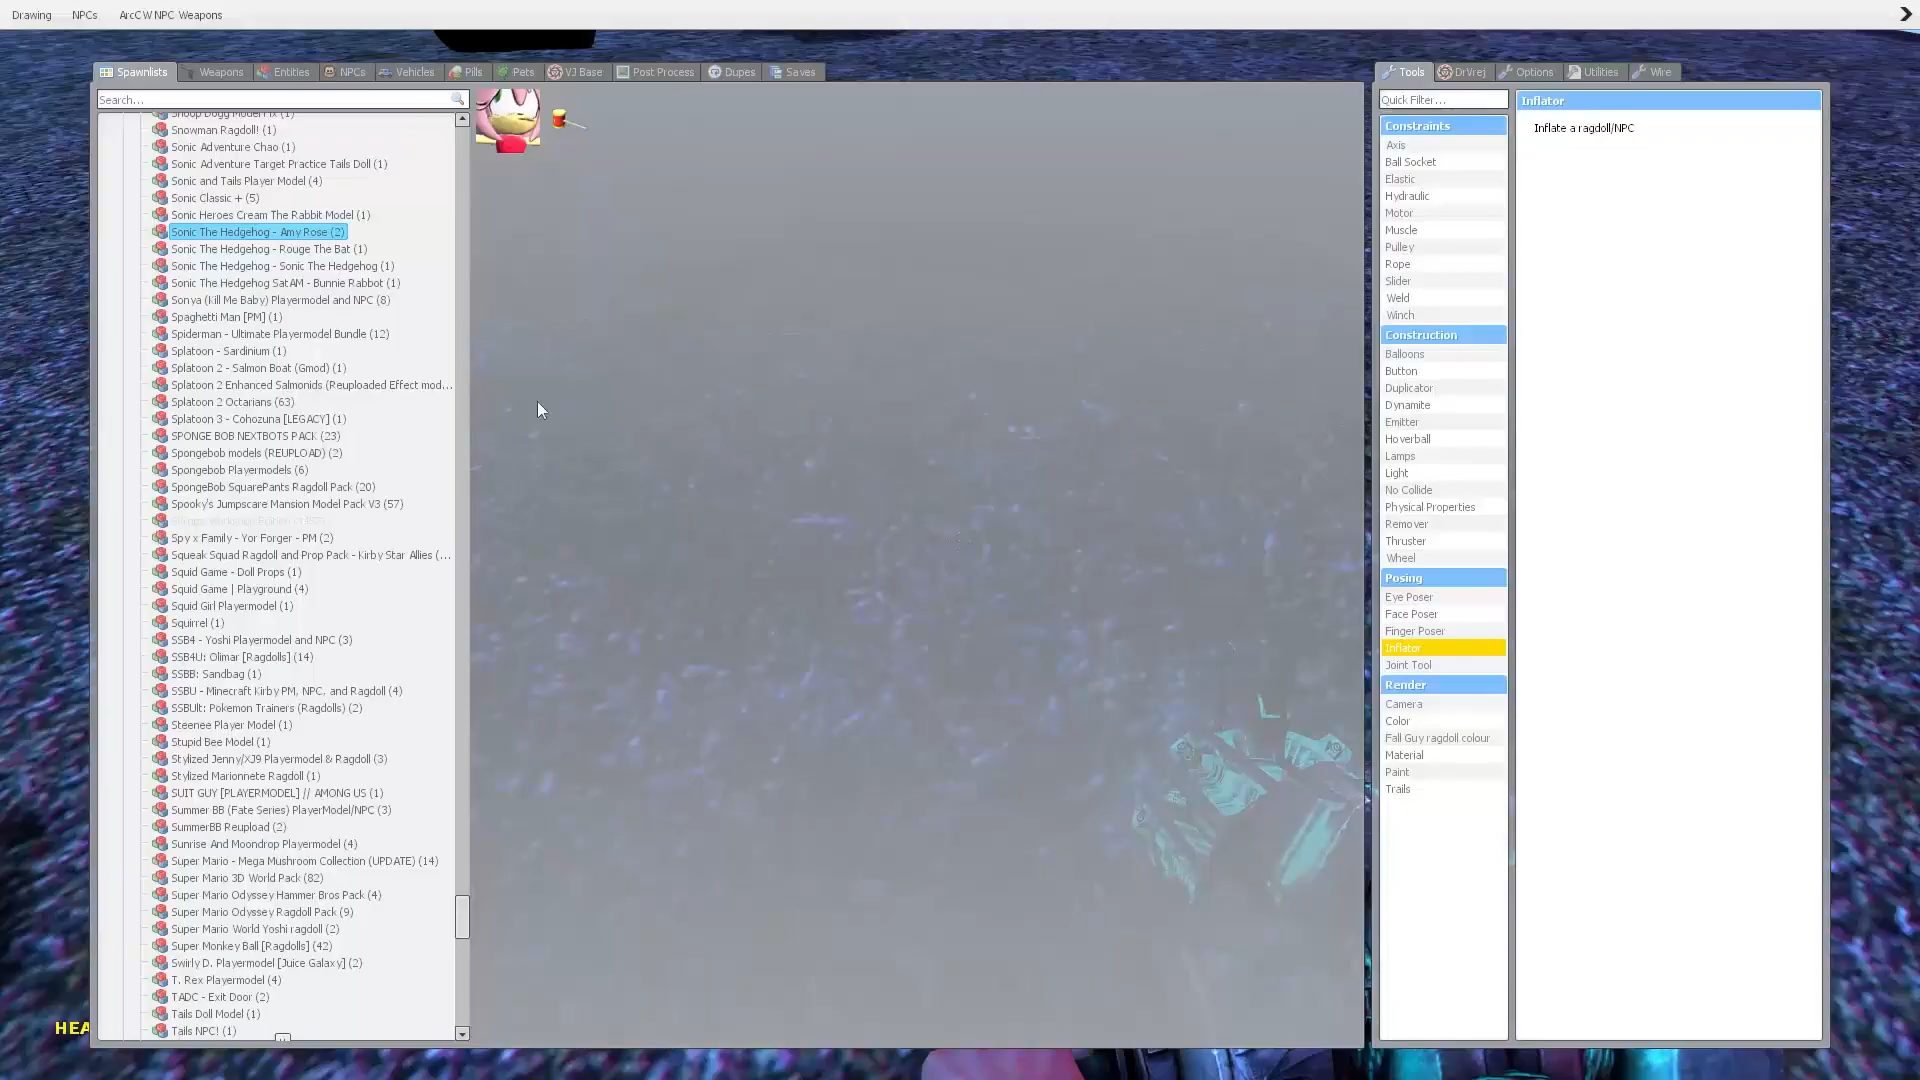 Drawing NPCs ArcCW NPC Weapons
Spawnlists Weapons Entities NPCs Vehicles Pills Pets VJ Base Post Process Dupes Saves
Search...
Snoop Dogg Model Fix (1)
Snowman Ragdoll! (1)
Sonic Adventure Chao (1)
Sonic Adventure Target Practice Tails Doll (1)
Sonic and Tails Player Model (4)
Sonic Classic + (5)
Sonic Heroes Cream The Rabbit Model (1)
Sonic The Hedgehog - Amy Rose (2)
Sonic The Hedgehog - Rouge The Bat (1)
Sonic The Hedgehog - Sonic The Hedgehog (1)
Sonic The Hedgehog SatAM - Bunnie Rabbot (1)
Sonya (Kill Me Baby) Playermodel and NPC (8)
Spaghetti Man [PM] (1)
Spiderman - Ultimate Playermodel Bundle (12)
Splatoon - Sardinium (1)
Splatoon 2 - Salmon Boat (Gmod) (1)
Splatoon 2 Enhanced Salmonids (Reuploaded Effect mod...
Splatoon 2 Octarians (63)
Splatoon 3 - Cohozuna [LEGACY] (1)
SPONGE BOB NEXTBOTS PACK (23)
Spongebob models (REUPLOAD) (2)
Spongebob Playermodels (6)
SpongeBob SquarePants Ragdoll Pack (20)
Spooky's Jumpscare Mansion Model Pack V3 (57)
Spy x Family - Yor Forger - PM (2)
Squeak Squad Ragdoll and Prop Pack - Kirby Star Allies (...
Squid Game - Doll Props (1)
Squid Game | Playground (4)
Squid Girl Playermodel (1)
Squirrel (1)
SSB4 - Yoshi Playermodel and NPC (3)
SSB4U: Olimar [Ragdolls] (14)
SSBB: Sandbag (1)
SSBU - Minecraft Kirby PM, NPC, and Ragdoll (4)
SSBUlt: Pokemon Trainers (Ragdolls) (2)
Steenee Player Model (1)
Stupid Bee Model (1)
Stylized Jenny/XJ9 Playermodel & Ragdoll (3)
Stylized Marionnete Ragdoll (1)
SUIT GUY [PLAYERMODEL] // AMONG US (1)
Summer BB (Fate Series) PlayerModel/NPC (3)
SummerBB Reupload (2)
Sunrise And Moondrop Playermodel (4)
Super Mario - Mega Mushroom Collection (UPDATE) (14)
Super Mario 3D World Pack (82)
Super Mario Odyssey Hammer Bros Pack (4)
Super Mario Odyssey Ragdoll Pack (9)
Super Mario World Yoshi ragdoll (2)
Super Monkey Ball [Ragdolls] (42)
Swirly D. Playermodel [Juice Galaxy] (2)
T. Rex Playermodel (4)
TADC - Exit Door (2)
Tails Doll Model (1)
Tails NPC! (1)
HEA
Tools DrVrej Options Utilities Wire
Quick Filter...
Constraints
Axis
Ball Socket
Elastic
Hydraulic
Motor
Muscle
Pulley
Rope
Slider
Weld
Winch
Construction
Balloons
Button
Duplicator
Dynamite
Emitter
Hoverball
Lamps
Light
No Collide
Physical Properties
Remover
Thruster
Wheel
Posing
Eye Poser
Face Poser
Finger Poser
Inflator
Joint Tool
Render
Camera
Color
Fall Guy ragdoll colour
Material
Paint
Trails
Inflator
Inflate a ragdoll/NPC